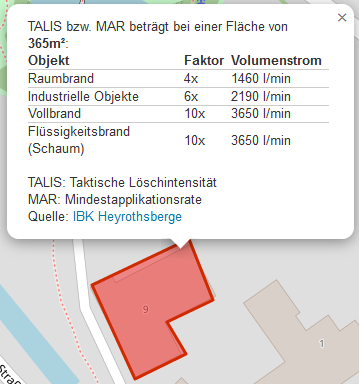 ×
TALIS bzw. MAR beträgt bei einer Fläche von
365m²:
Objekt Faktor Volumenstrom
Raumbrand 4x 1460 l/min
Industrielle Objekte 6x 2190 l/min
Vollbrand 10x 3650 l/min
Flüssigkeitsbrand
(Schaum) 10x 3650 l/min
TALIS: Taktische Löschintensität
MAR: Mindestapplikationsrate
Quelle: IBK Heyrothsberge
9
1